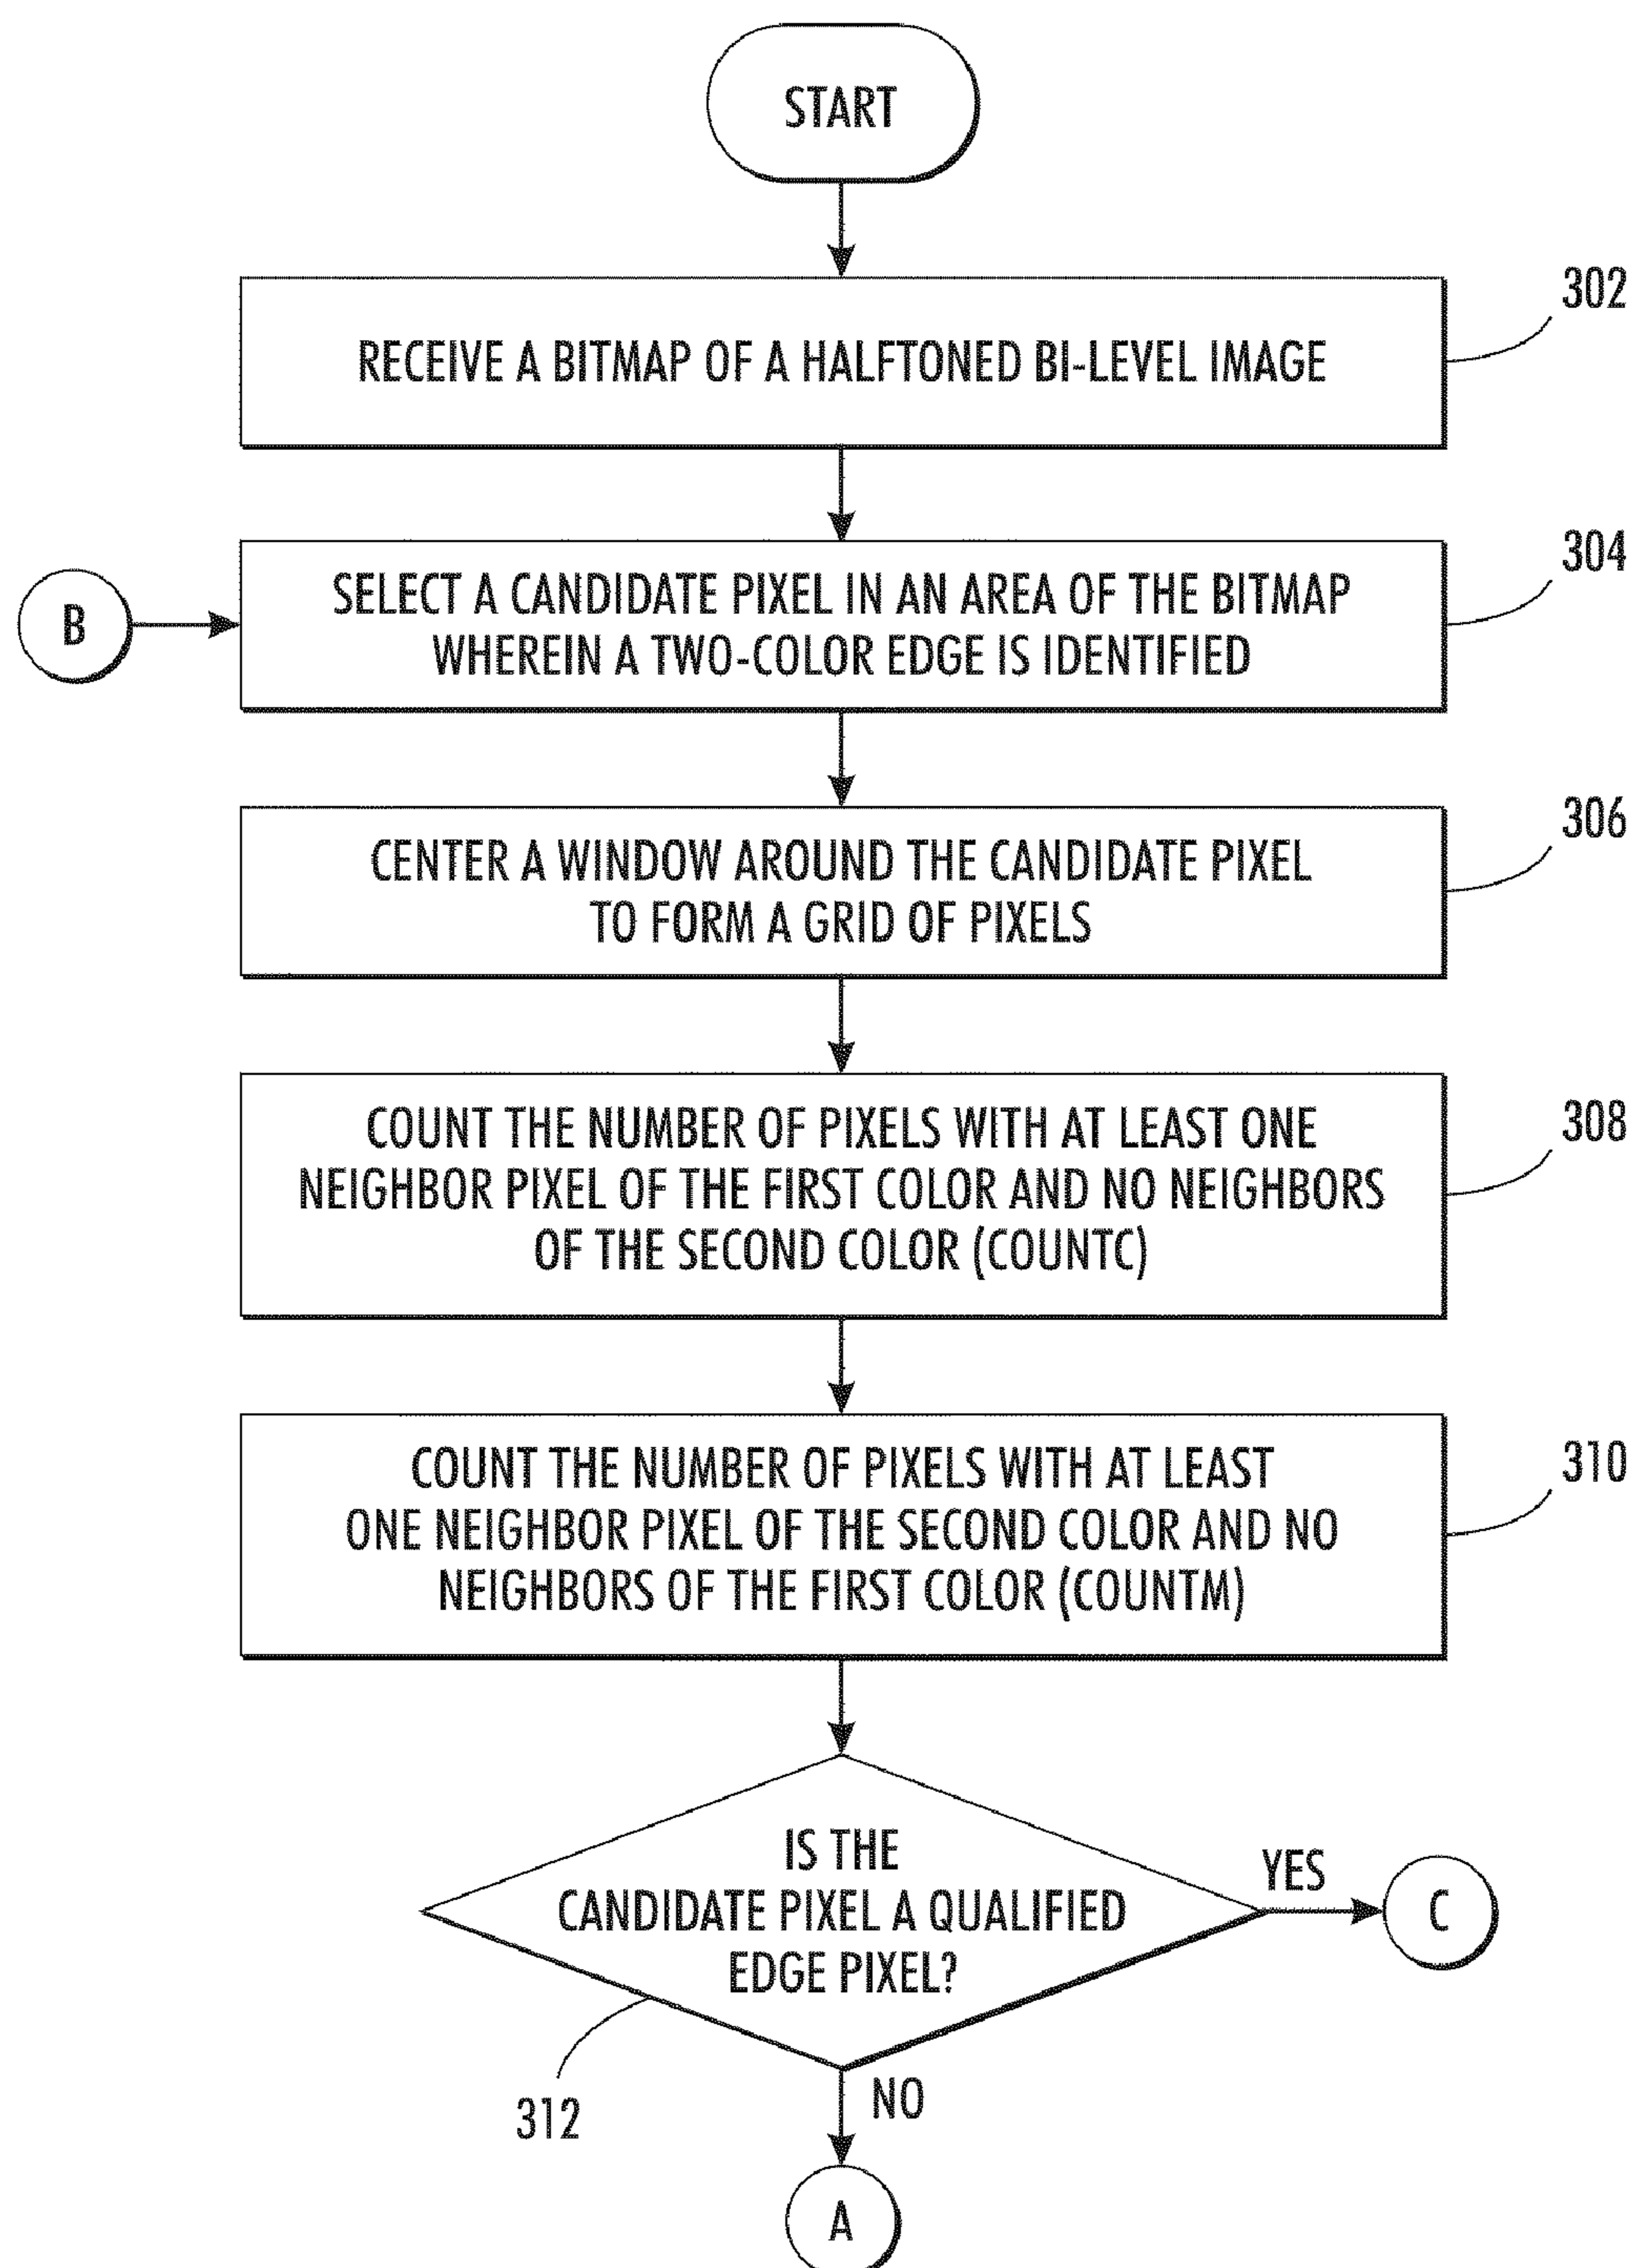 START
302
RECEIVE A BITMAP OF A HALFTONED BI-LEVEL IMAGE
304
SELECT A CANDIDATE PIXEL IN AN AREA OF THE BITMAP
WHEREIN A TWO-COLOR EDGE IS IDENTIFIED
B
306
CENTER A WINDOW AROUND THE CANDIDATE PIXEL
TO FORM A GRID OF PIXELS
308
COUNT THE NUMBER OF PIXELS WITH AT LEAST ONE
NEIGHBOR PIXEL OF THE FIRST COLOR AND NO NEIGHBORS
OF THE SECOND COLOR (COUNTC)
310
COUNT THE NUMBER OF PIXELS WITH AT LEAST
ONE NEIGHBOR PIXEL OF THE SECOND COLOR AND NO
NEIGHBORS OF THE FIRST COLOR (COUNTM)
IS THE
CANDIDATE PIXEL A QUALIFIED
EDGE PIXEL?
YES
C
312
NO
A